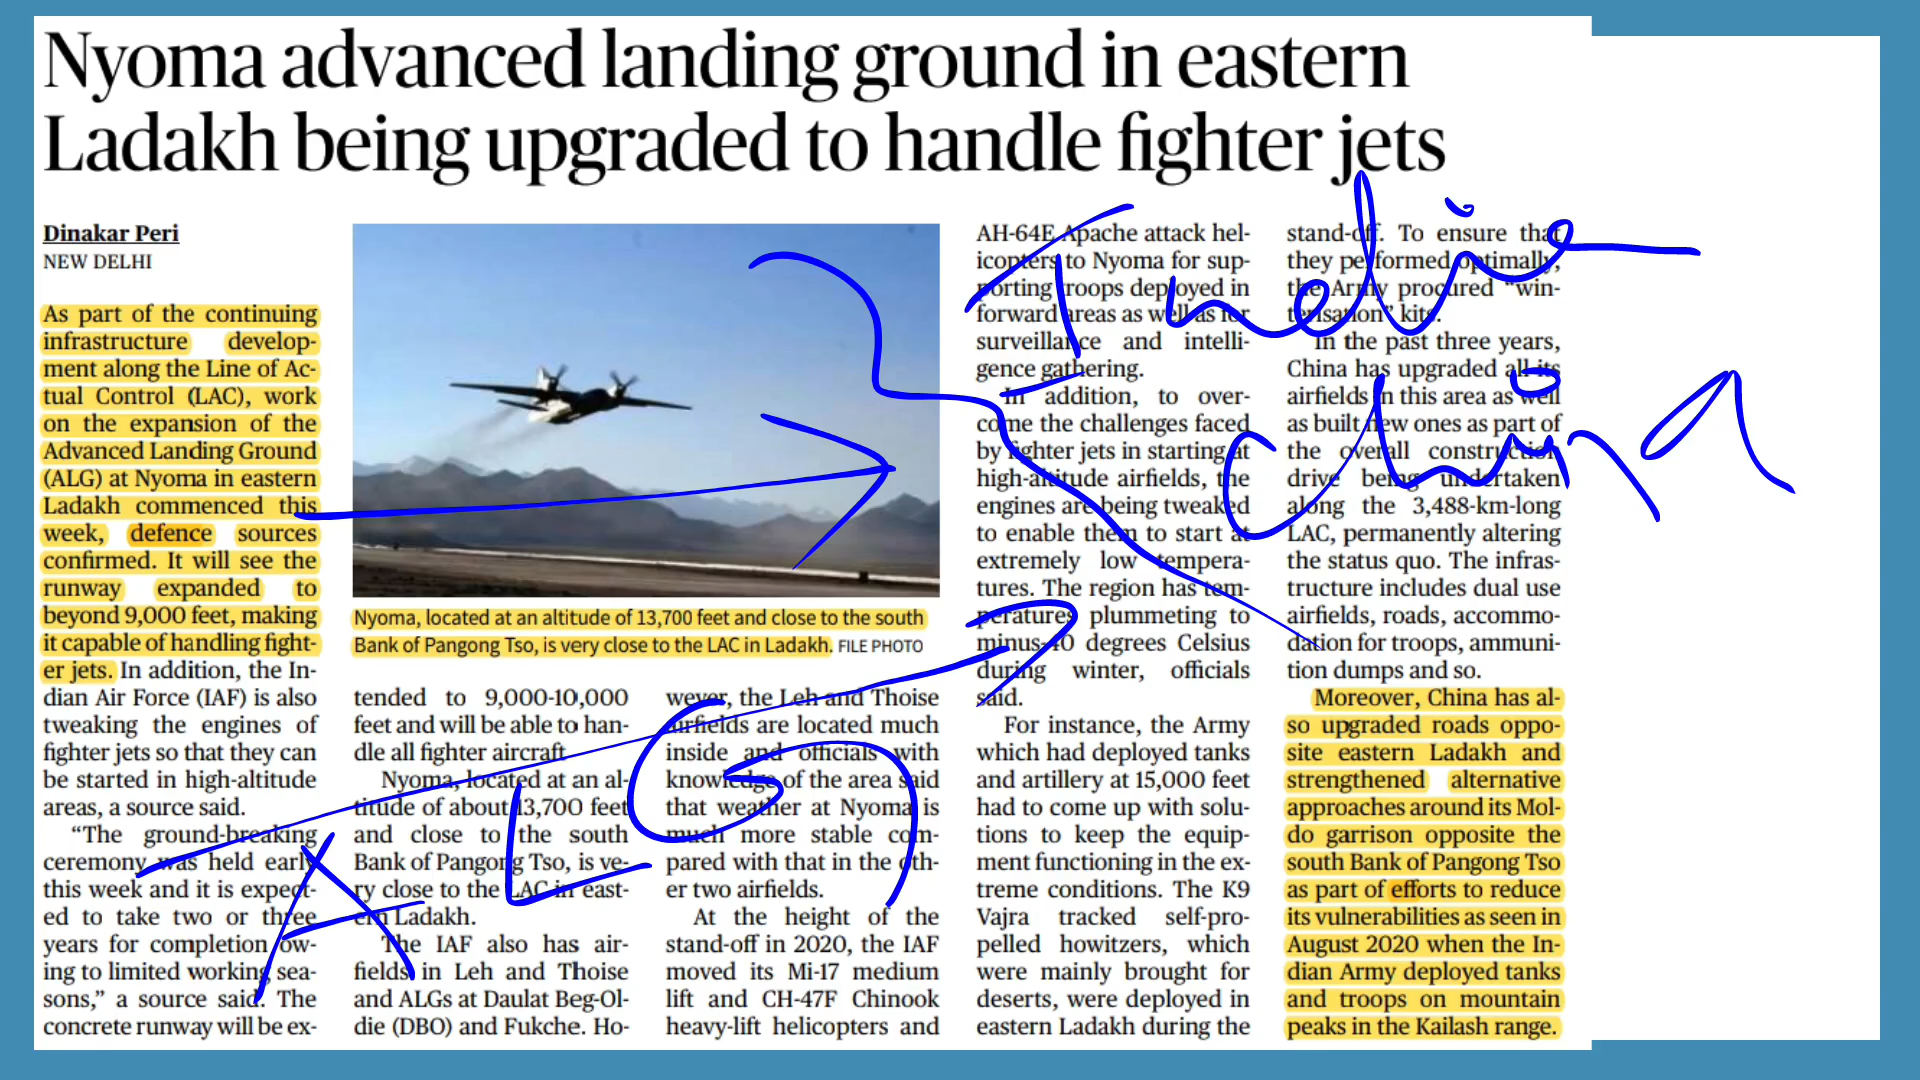 Nyoma advanced landing ground in eastern
Ladakh being upgraded to handle fighter jets
Dinakar Peri
NEW DELHI
As part of the continuing
infrastructure develop-
ment along the Line of Ac-
tual Control (LAC), work
on the expansion of the
Advanced Landing Ground
(ALG) at Nyoma in eastern
Ladakh commenced this
week, defence sources
confirmed. It will see the
runway expanded to
beyond 9,000 feet, making
it capable of handling fight-
er jets. In addition, the In-
dian Air Force (IAF) is also
tweaking the engines of
fighter jets so that they can
be started in high-altitude
areas, a source said.
“The ground-breaking
ceremony was held early
this week and it is expect-
ed to take two or three
years for completion ow-
ing to limited working sea-
sons,” a source said. The
concrete runway will be ex-
Nyoma, located at an altitude of 13,700 feet and close to the south
Bank of Pangong Tso, is very close to the LAC in Ladakh. FILE PHOTO
tended to 9,000-10,000
feet and will be able to han-
dle all fighter aircraft.
Nyoma, located at an al-
titude of about 13,700 feet
and close to the south
Bank of Pangong Tso, is ve-
ry close to the LAC in east-
ern Ladakh.
The IAF also has air-
fields in Leh and Thoise
and ALGs at Daulat Beg-Ol-
die (DBO) and Fukche. Ho-
wever, the Leh and Thoise
airfields are located much
inside and officials with
knowledge of the area said
that weather at Nyoma is
much more stable com-
pared with that in the oth-
er two airfields.
At the height of the
stand-off in 2020, the IAF
moved its Mi-17 medium
lift and CH-47F Chinook
heavy-lift helicopters and
AH-64E Apache attack hel-
icopters to Nyoma for sup-
porting troops deployed in
forward areas as well as for
surveillance and intelli-
gence gathering.
In addition, to over-
come the challenges faced
by fighter jets in starting at
high-altitude airfields, the
engines are being tweaked
to enable them to start at
extremely low tempera-
tures. The region has tem-
peratures plummeting to
minus-40 degrees Celsius
during winter, officials
said.
For instance, the Army
which had deployed tanks
and artillery at 15,000 feet
had to come up with solu-
tions to keep the equip-
ment functioning in the ex-
treme conditions. The K9
Vajra tracked self-pro-
pelled howitzers, which
were mainly brought for
deserts, were deployed in
eastern Ladakh during the
stand-off. To ensure that
they performed optimally,
the Army procured “win-
terisation” kits.
In the past three years,
China has upgraded all its
airfields in this area as well
as built new ones as part of
the overall construction
drive being undertaken
along the 3,488-km-long
LAC, permanently altering
the status quo. The infras-
tructure includes dual use
airfields, roads, accommo-
dation for troops, ammuni-
tion dumps and so.
Moreover, China has al-
so upgraded roads oppo-
site eastern Ladakh and
strengthened alternative
approaches around its Mol-
do garrison opposite the
south Bank of Pangong Tso
as part of efforts to reduce
its vulnerabilities as seen in
August 2020 when the In-
dian Army deployed tanks
and troops on mountain
peaks in the Kailash range.
India
China
ALG